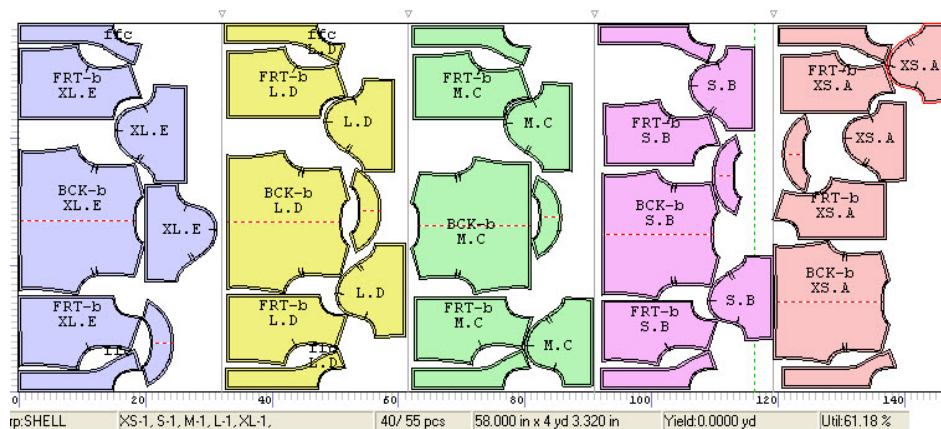 ffc
FRT-b
XL.E
XL.E
BCK-b
XL.E
XL.E
FRT-b
XL.E
ffc
L.D
FRT-b
L.D
L.D
BCK-b
L.D
L.D
FRT-b
L.D
ffc
L.D
FRT-b
M.C
M.C
BCK-b
M.C
FRT-b
M.C
M.C
S.B
FRT-b
S.B
BCK-b
S.B
S.B
FRT-b
S.B
XS.A
FRT-b
XS.A
XS.A
FRT-b
XS.A
BCK-b
XS.A
0 20 40 60 80 100 120 140
rp:SHELL XS-1, S-1, M-1, L-1, XL-1, 40/ 55 pcs 58.000 in x 4 yd 3.320 in Yield:0.0000 yd Util:61.18 %